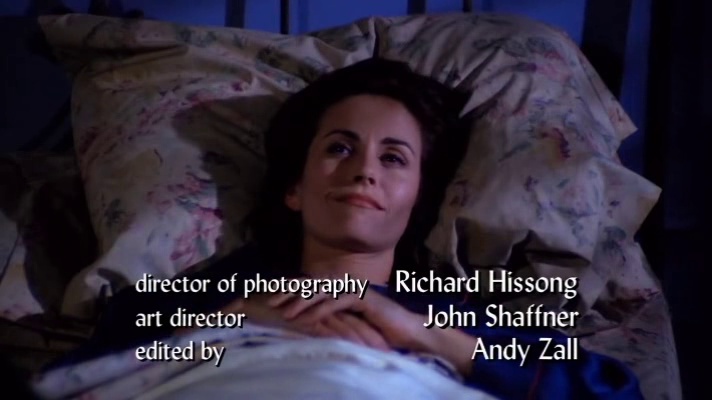 director of photography Richard Hissong
art director John Shaffner
edited by Andy Zall